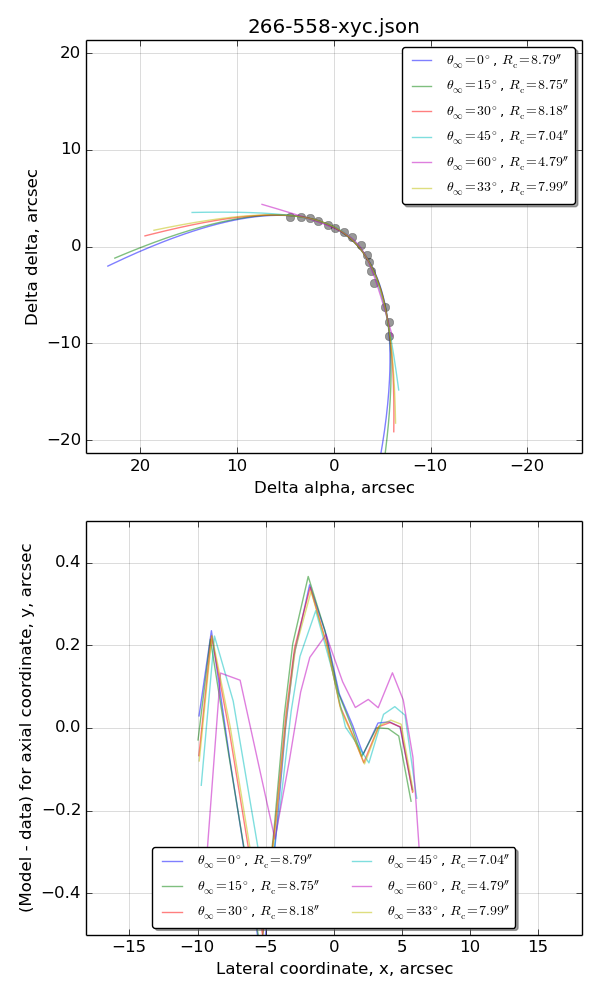 266-558-xyc.json
20
10
0
−10
−20
Delta delta, arcsec
θ∞=0°, Rc=8.79″
θ∞=15°, Rc=8.75″
θ∞=30°, Rc=8.18″
θ∞=45°, Rc=7.04″
θ∞=60°, Rc=4.79″
θ∞=33°, Rc=7.99″
20 10 0 −10 −20
Delta alpha, arcsec
0.4
0.2
0.0
−0.2
−0.4
(Model - data) for axial coordinate, y, arcsec
θ∞=0°, Rc=8.79″ θ∞=45°, Rc=7.04″
θ∞=15°, Rc=8.75″ θ∞=60°, Rc=4.79″
θ∞=30°, Rc=8.18″ θ∞=33°, Rc=7.99″
−15 −10 −5 0 5 10 15
Lateral coordinate, x, arcsec